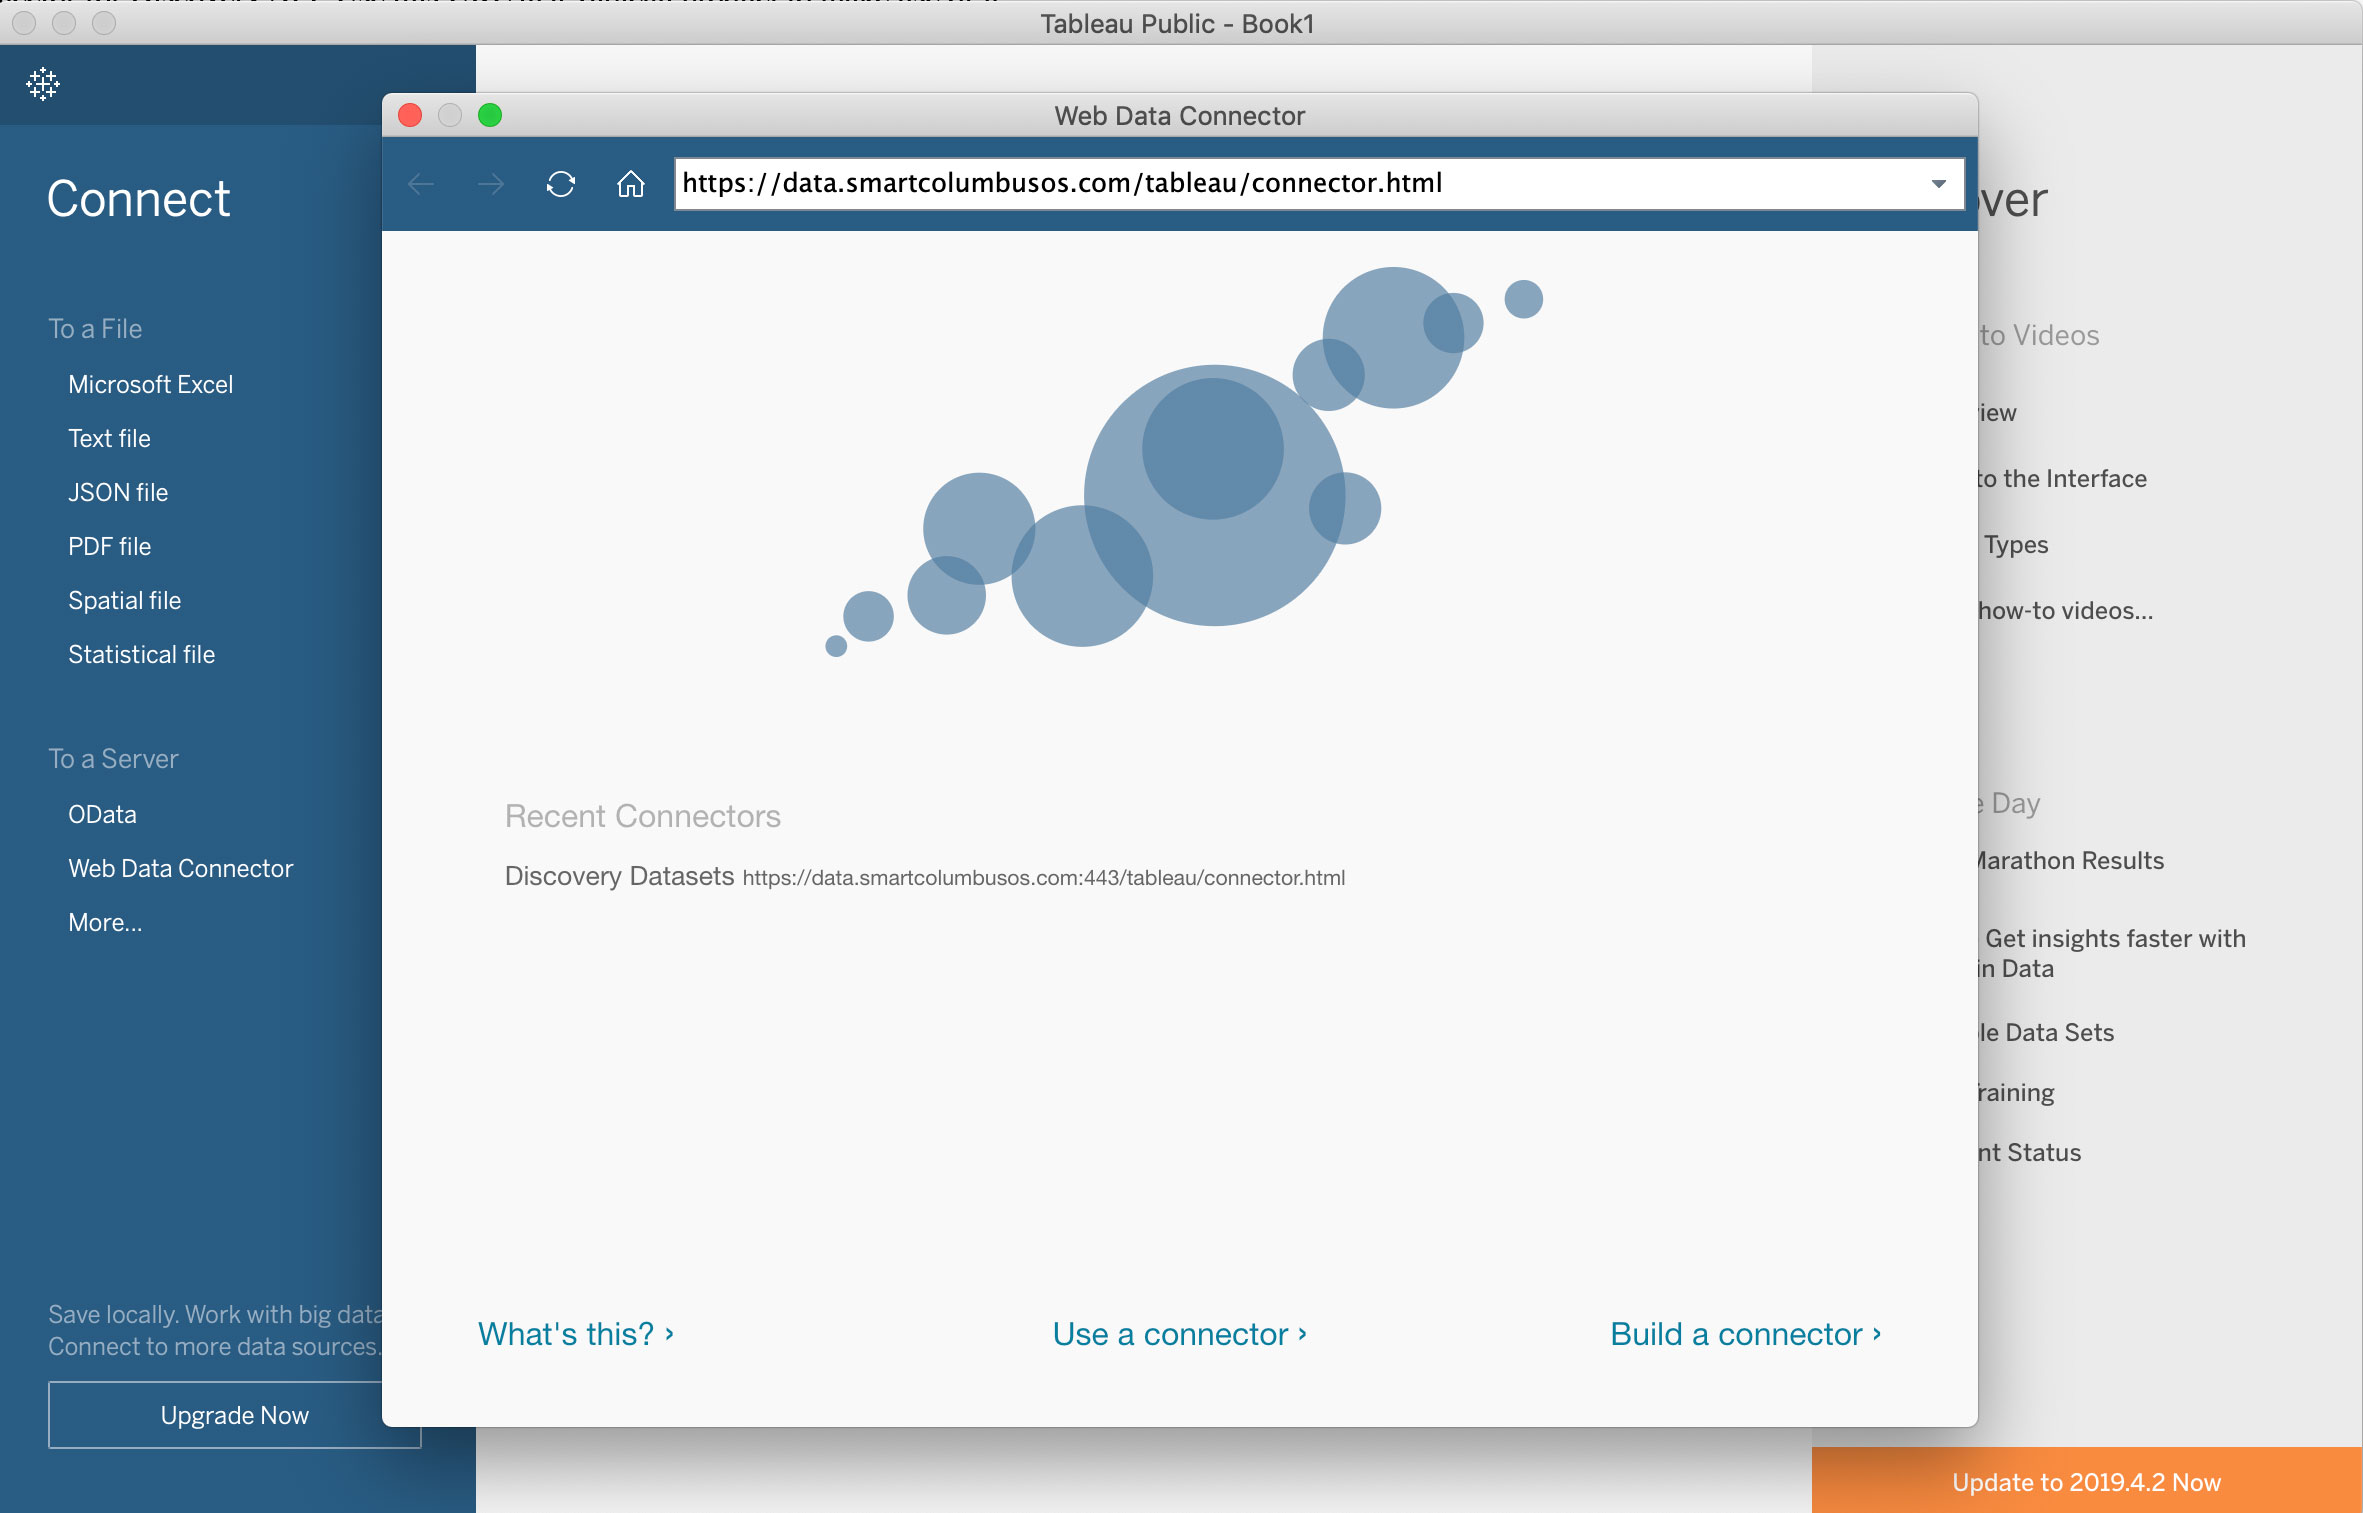 Tableau Public - Book1
Connect
To a File
Microsoft Excel
Text file
JSON file
PDF file
Spatial file
Statistical file
To a Server
OData
Web Data Connector
More...
Save locally. Work with big data
Connect to more data sources.
Upgrade Now
Web Data Connector
https://data.smartcolumbusos.com/tableau/connector.html
Recent Connectors
Discovery Datasets https://data.smartcolumbusos.com:443/tableau/connector.html
What's this? ›
Use a connector ›
Build a connector ›
over
to Videos
iew
to the Interface
Types
how-to videos...
e Day
Marathon Results
Get insights faster with
in Data
le Data Sets
Training
nt Status
Update to 2019.4.2 Now